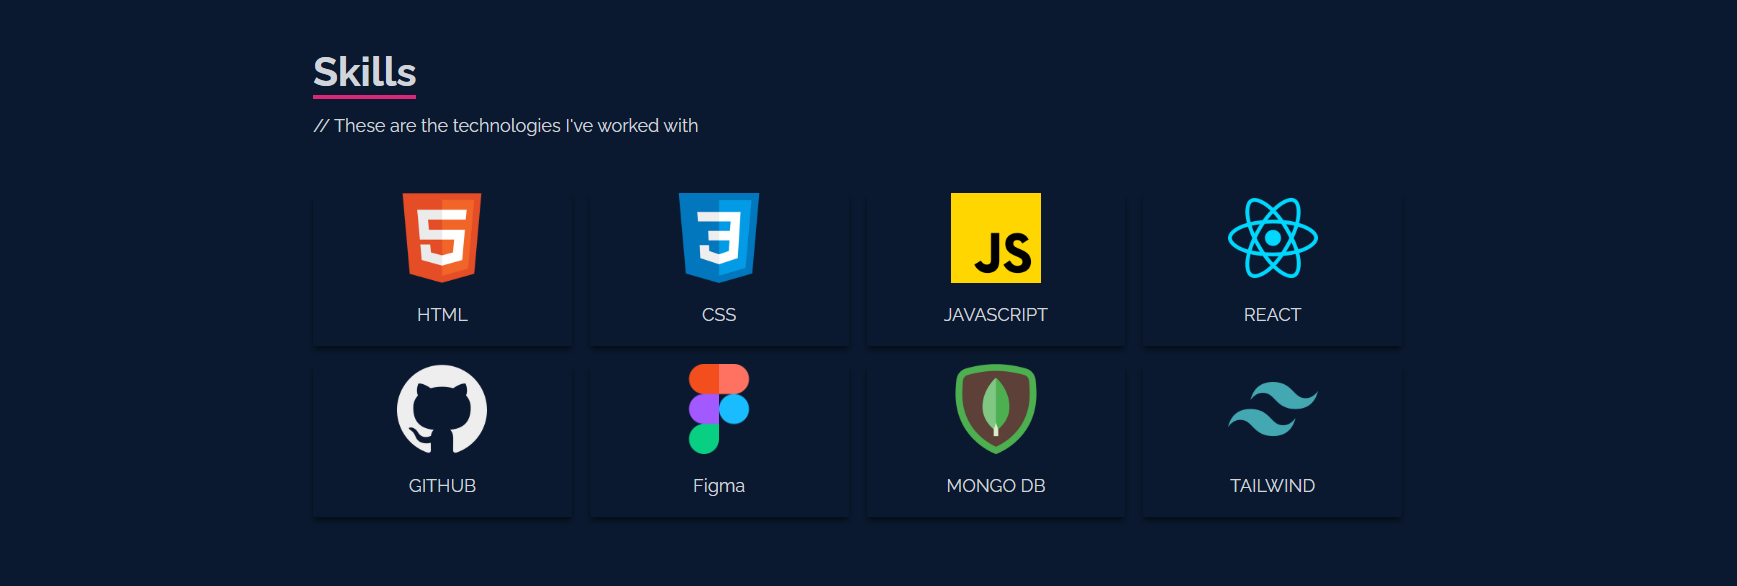 Skills
// These are the technologies I've worked with
5
3
JS
HTML
CSS
JAVASCRIPT
REACT
GITHUB
Figma
MONGO DB
TAILWIND